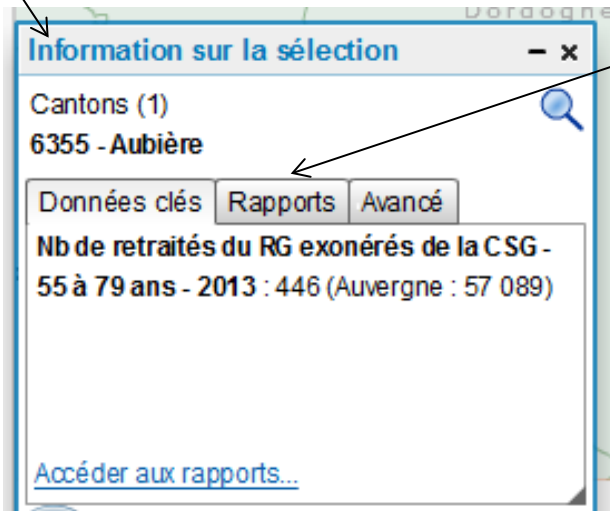 Dordogne
Information sur la sélection
Cantons (1)
6355 - Aubière
Données clés Rapports Avancé
Nb de retraités du RG exonérés de la CSG -
55 à 79 ans - 2013 : 446 (Auvergne : 57 089)
Accéder aux rapports...